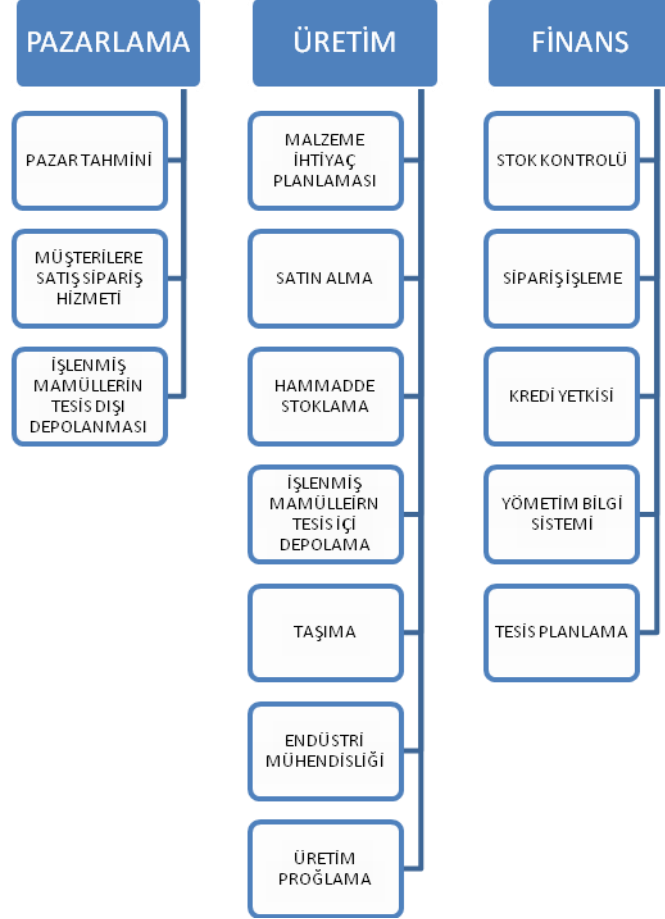 PAZARLAMA
PAZAR TAHMİNİ
MÜŞTERİLERE
SATIŞ SİPARİŞ
HİZMETİ
İŞLENMİŞ
MAMÜLLERİN
TESİS DIŞI
DEPOLANMASI
ÜRETİM
MALZEME
İHTİYAÇ
PLANLAMASI
SATIN ALMA
HAMMADDE
STOKLAMA
İŞLENMİŞ
MAMÜLLEİRN
TESİS İÇİ
DEPOLAMA
TAŞIMA
ENDÜSTRİ
MÜHENDİSLİĞİ
ÜRETİM
PROĞLAMA
FİNANS
STOK KONTROLÜ
SİPARİŞ İŞLEME
KREDİ YETKİSİ
YÖMETİM BİLGİ
SİSTEMİ
TESİS PLANLAMA